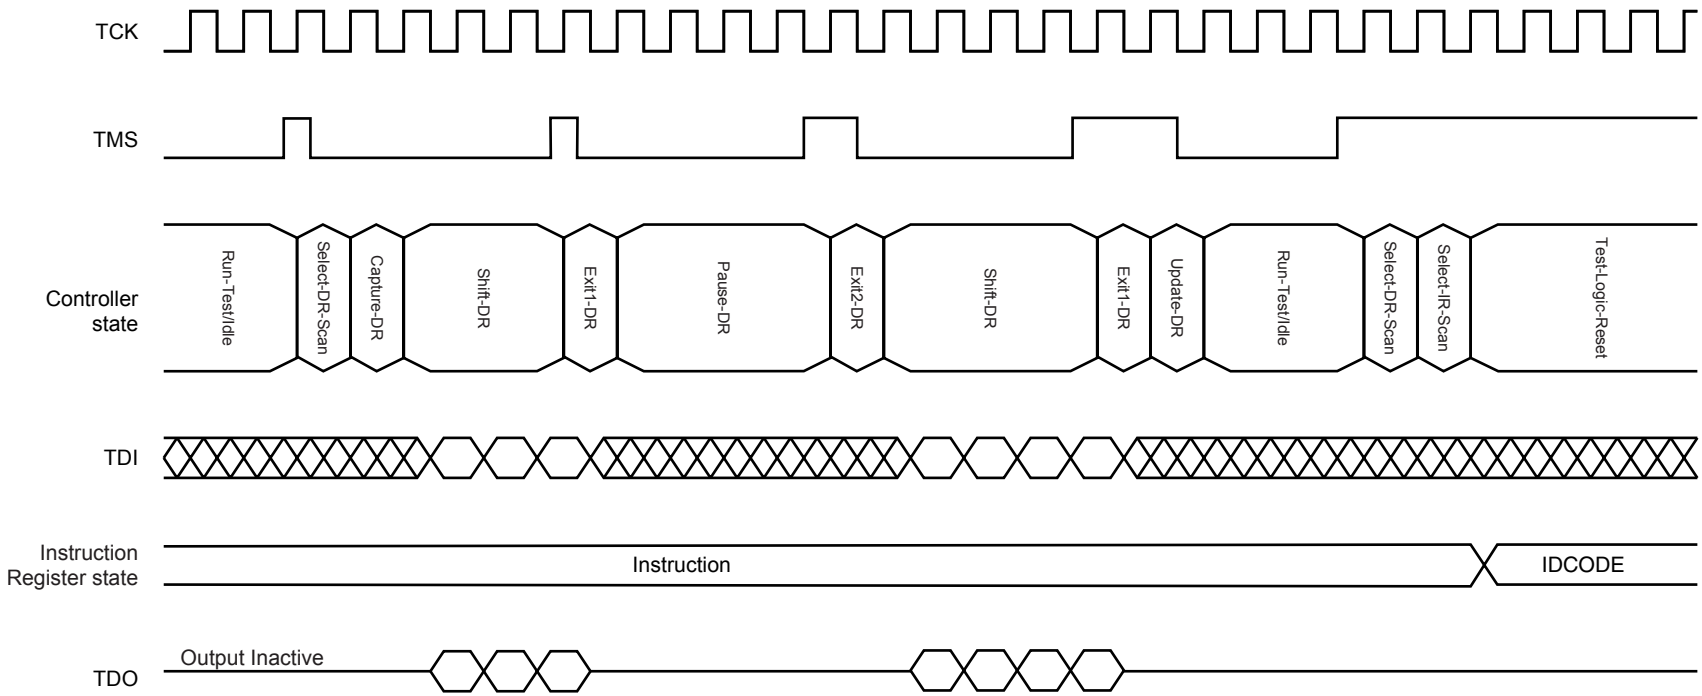 TCK
TMS
Controller
state
Run-Test/Idle
Select-DR-Scan
Capture-DR
Shift-DR
Exit1-DR
Pause-DR
Exit2-DR
Shift-DR
Exit1-DR
Update-DR
Run-Test/Idle
Select-DR-Scan
Select-IR-Scan
Test-Logic-Reset
TDI
Instruction
Register state
Instruction
IDCODE
TDO
Output Inactive